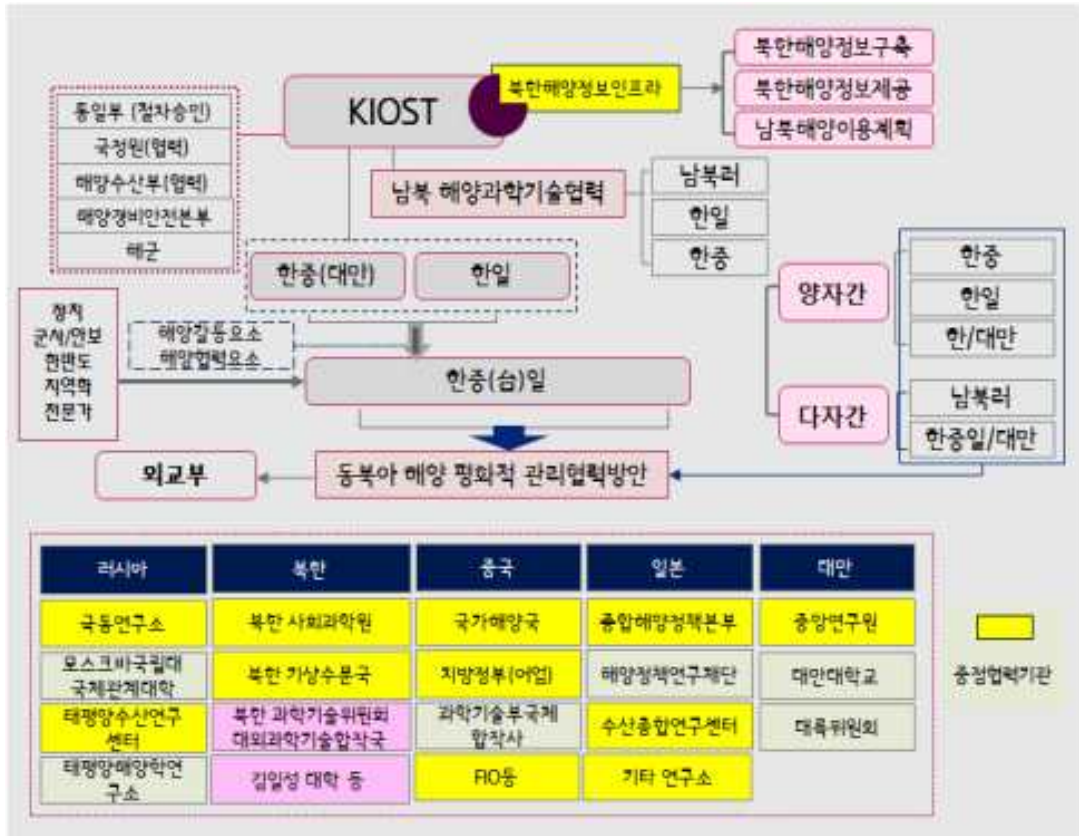 북한해양정보구축
북한해양정보인프라
북한해양정보제공
남북해양이용계획
KIOST
통일부 (절차승인)
국정원(협력)
해양수산부(협력)
해양경비안전본부
해군
남북 해양과학기술협력
남북러
한일
한중
한중(대만)
한일
양자간
한중
한일
한/대만
정치
군사/안보
한반도
지역학
전문가
해양갈등요소
해양협력요소
한중(台)일
다자간
남북러
한중일/대만
외교부
동북아 해양 평화적 관리협력방안
러시아
북한
중국
일본
대만
극동연구소
북한 사회과학원
국가해양국
종합해양정책본부
중앙연구원
모스크바국립대
국제관계대학
북한 기상수문국
지방정부(어업)
해양정책연구재단
대만대학교
중점협력기관
태평양수산연구
센터
북한 과학기술위원회
대외과학기술합작국
과학기술부국제
합작사
수산종합연구센터
대륙위원회
태평양해양학연
구소
김일성 대학 등
FIO등
기타 연구소